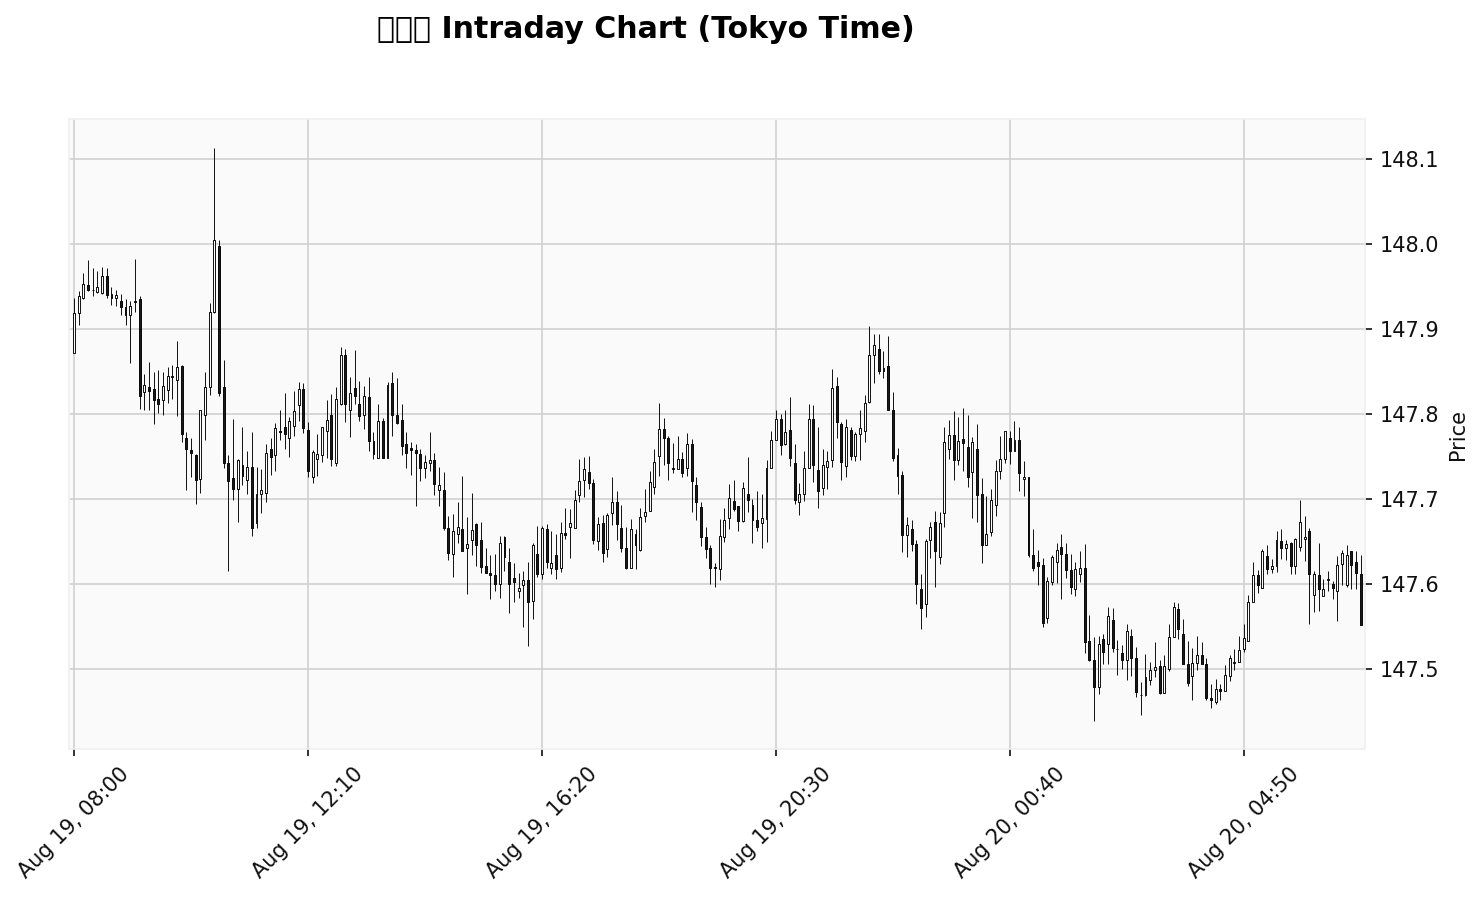 Intraday Chart (Tokyo Time)
148.1
148.0
147.9
147.8
147.7
147.6
147.5
Price
Aug 19, 08:00
Aug 19, 12:10
Aug 19, 16:20
Aug 19, 20:30
Aug 20, 00:40
Aug 20, 04:50